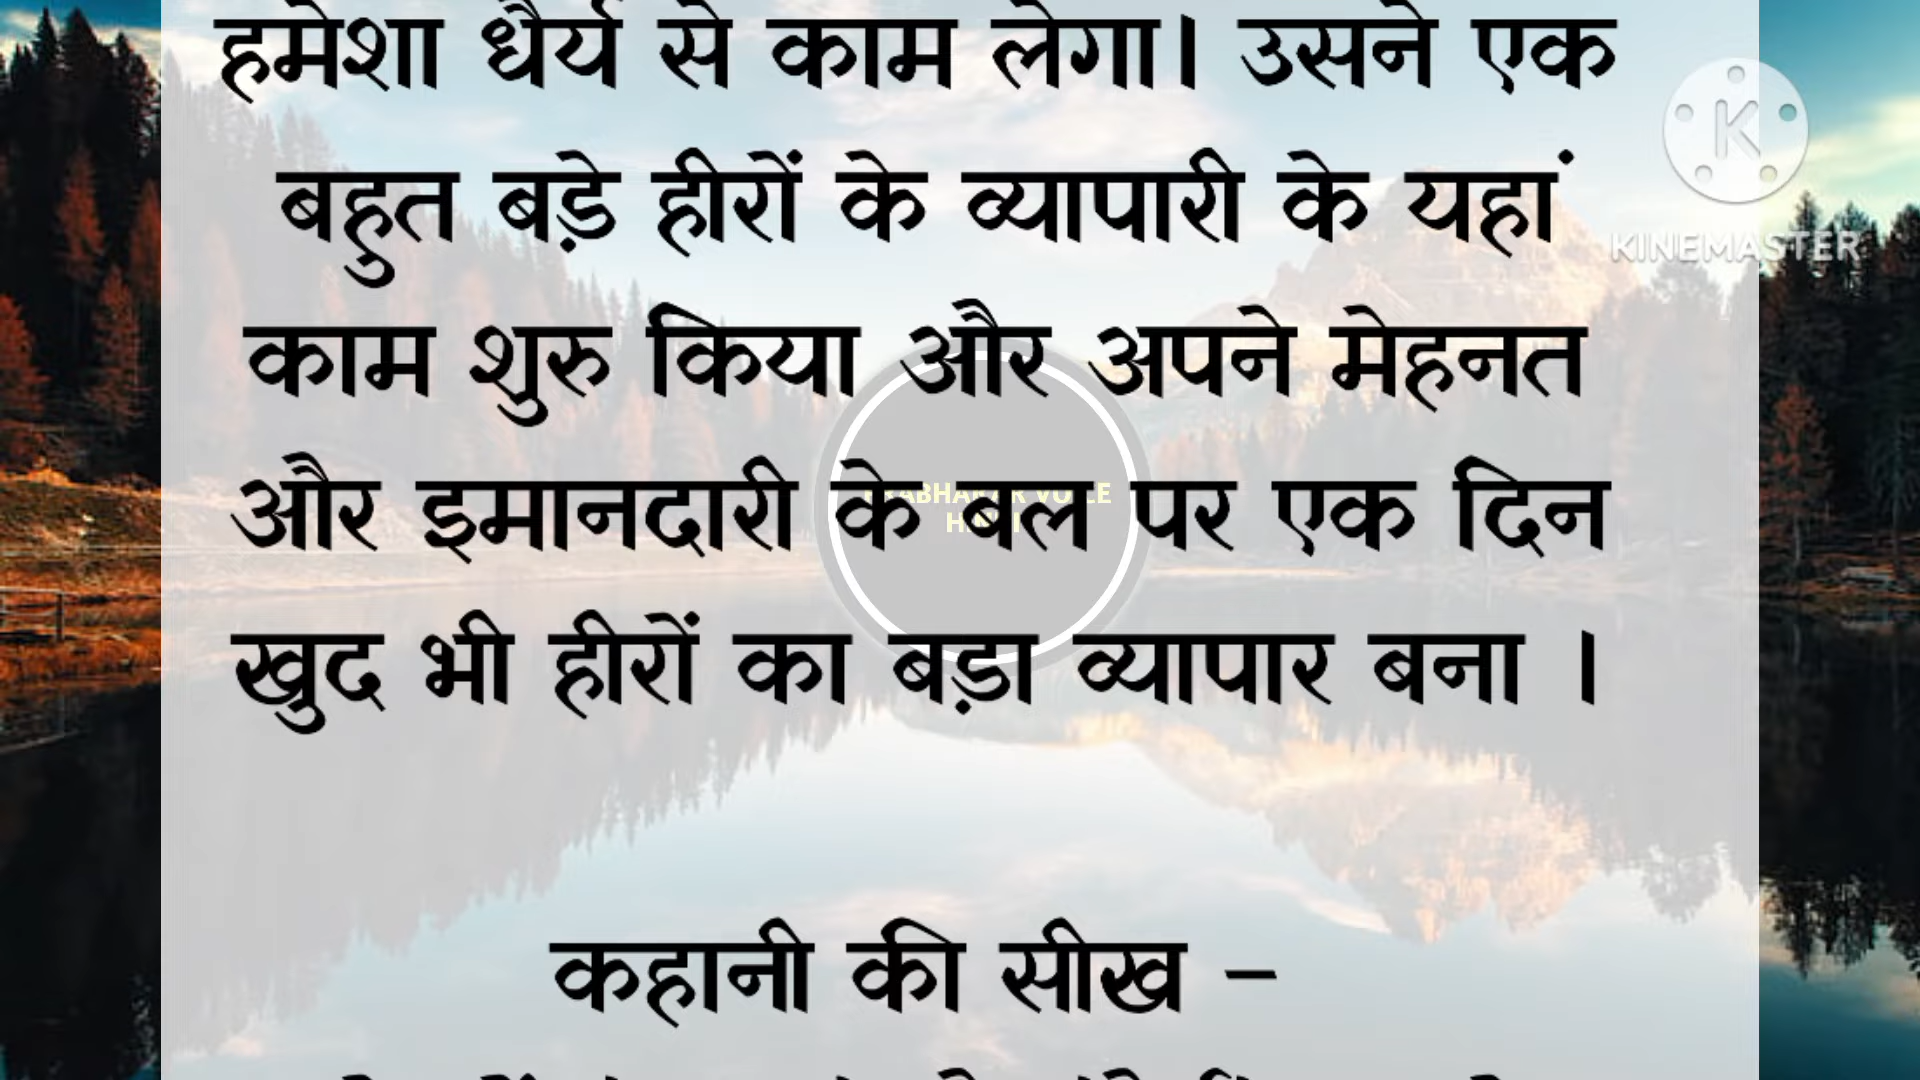 हमेशा धैर्य से काम लेगा। उसने एक
बहुत बड़े हीरों के व्यापारी के यहां
KINEMASTER
काम शुरु किया और अपने मेहनत
और इमानदारी के बल पर एक दिन
खुद भी हीरों का बड़ा व्यापार बना ।
कहानी की सीख –